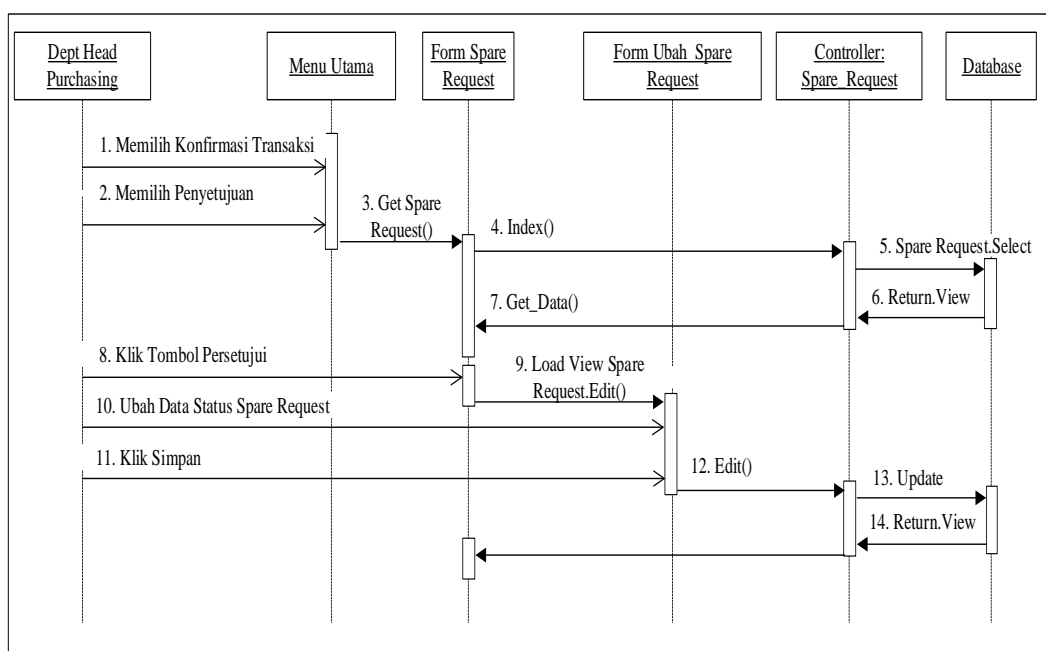 Dept Head
Purchasing
Menu Utama
Form Spare
Request
Form Ubah Spare
Request
Controller:
Spare_Request
Database
1. Memilih Konfirmasi Transaksi
2. Memilih Penyetujuan
3. Get Spare
Request()
4. Index()
5. Spare Request.Select
6. Return.View
7. Get_Data()
8. Klik Tombol Persetujui
9. Load View Spare
Request.Edit()
10. Ubah Data Status Spare Request
11. Klik Simpan
12. Edit()
13. Update
14. Return.View